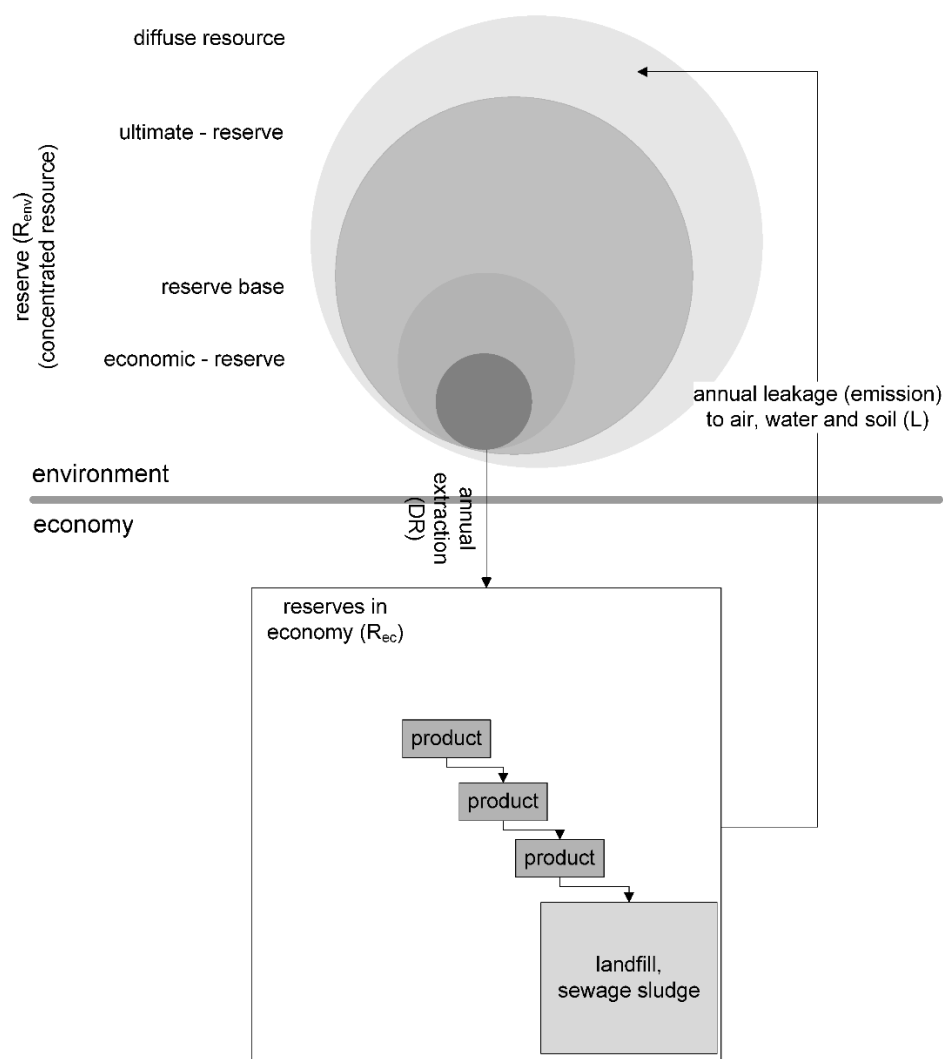 diffuse resource
ultimate - reserve
reserve (Renv)
(concentrated resource)
reserve base
economic - reserve
annual leakage (emission)
to air, water and soil (L)
environment
economy
annual
extraction
(DR)
reserves in
economy (Rec)
product
product
product
landfill,
sewage sludge